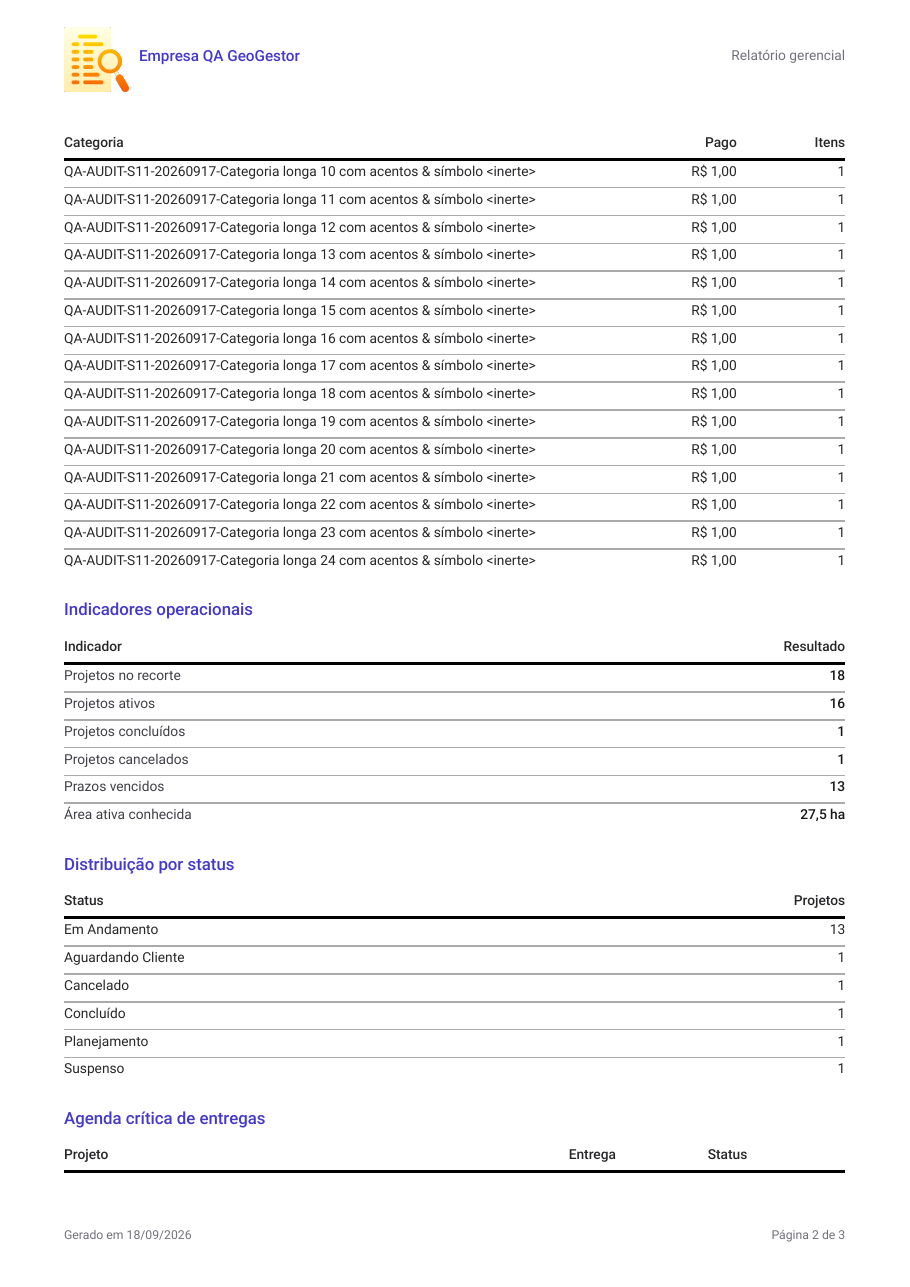 Empresa QA GeoGestor Relatório gerencial
Categoria Pago Itens
QA-AUDIT-S11-20260917-Categoria longa 10 com acentos & símbolo <inerte> R$ 1,00 1
QA-AUDIT-S11-20260917-Categoria longa 11 com acentos & símbolo <inerte> R$ 1,00 1
QA-AUDIT-S11-20260917-Categoria longa 12 com acentos & símbolo <inerte> R$ 1,00 1
QA-AUDIT-S11-20260917-Categoria longa 13 com acentos & símbolo <inerte> R$ 1,00 1
QA-AUDIT-S11-20260917-Categoria longa 14 com acentos & símbolo <inerte> R$ 1,00 1
QA-AUDIT-S11-20260917-Categoria longa 15 com acentos & símbolo <inerte> R$ 1,00 1
QA-AUDIT-S11-20260917-Categoria longa 16 com acentos & símbolo <inerte> R$ 1,00 1
QA-AUDIT-S11-20260917-Categoria longa 17 com acentos & símbolo <inerte> R$ 1,00 1
QA-AUDIT-S11-20260917-Categoria longa 18 com acentos & símbolo <inerte> R$ 1,00 1
QA-AUDIT-S11-20260917-Categoria longa 19 com acentos & símbolo <inerte> R$ 1,00 1
QA-AUDIT-S11-20260917-Categoria longa 20 com acentos & símbolo <inerte> R$ 1,00 1
QA-AUDIT-S11-20260917-Categoria longa 21 com acentos & símbolo <inerte> R$ 1,00 1
QA-AUDIT-S11-20260917-Categoria longa 22 com acentos & símbolo <inerte> R$ 1,00 1
QA-AUDIT-S11-20260917-Categoria longa 23 com acentos & símbolo <inerte> R$ 1,00 1
QA-AUDIT-S11-20260917-Categoria longa 24 com acentos & símbolo <inerte> R$ 1,00 1
Indicadores operacionais
Indicador Resultado
Projetos no recorte 18
Projetos ativos 16
Projetos concluídos 1
Projetos cancelados 1
Prazos vencidos 13
Área ativa conhecida 27,5 ha
Distribuição por status
Status Projetos
Em Andamento 13
Aguardando Cliente 1
Cancelado 1
Concluído 1
Planejamento 1
Suspenso 1
Agenda crítica de entregas
Projeto Entrega Status
Gerado em 18/09/2026 Página 2 de 3